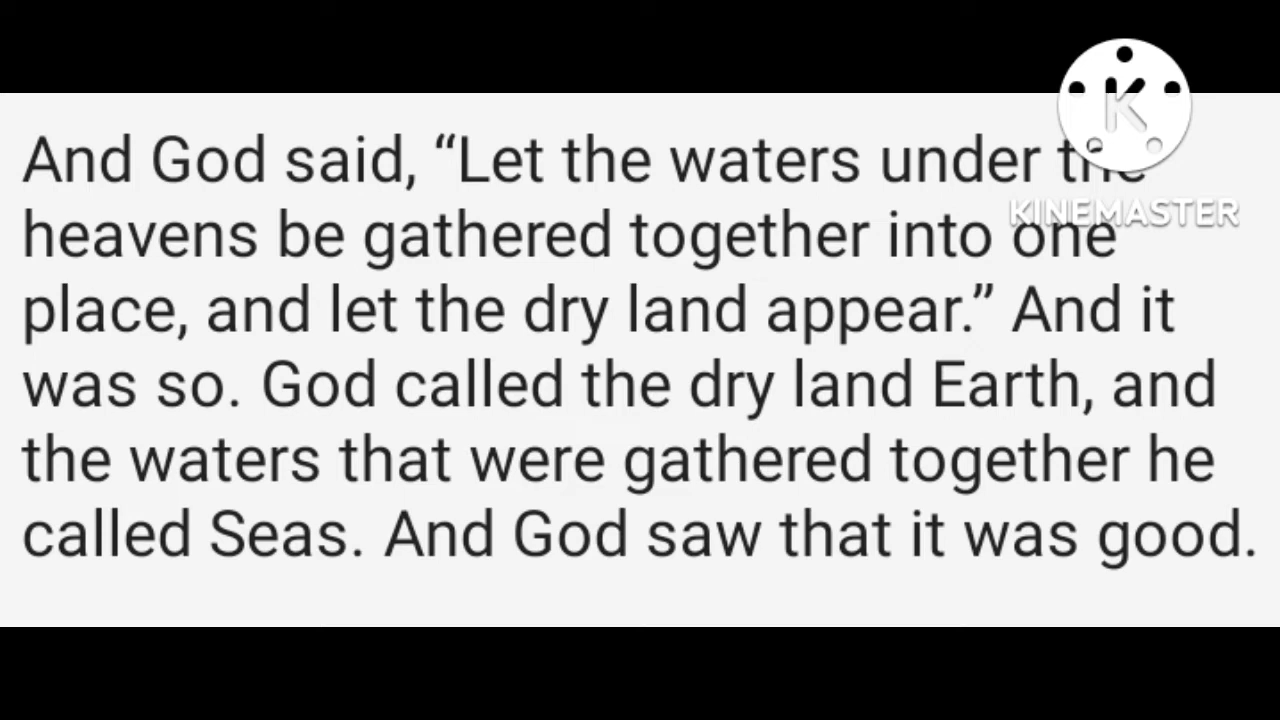 And God said, “Let the waters under the
heavens be gathered together into one
place, and let the dry land appear.” And it
was so. God called the dry land Earth, and
the waters that were gathered together he
called Seas. And God saw that it was good.
K
KINEMASTER